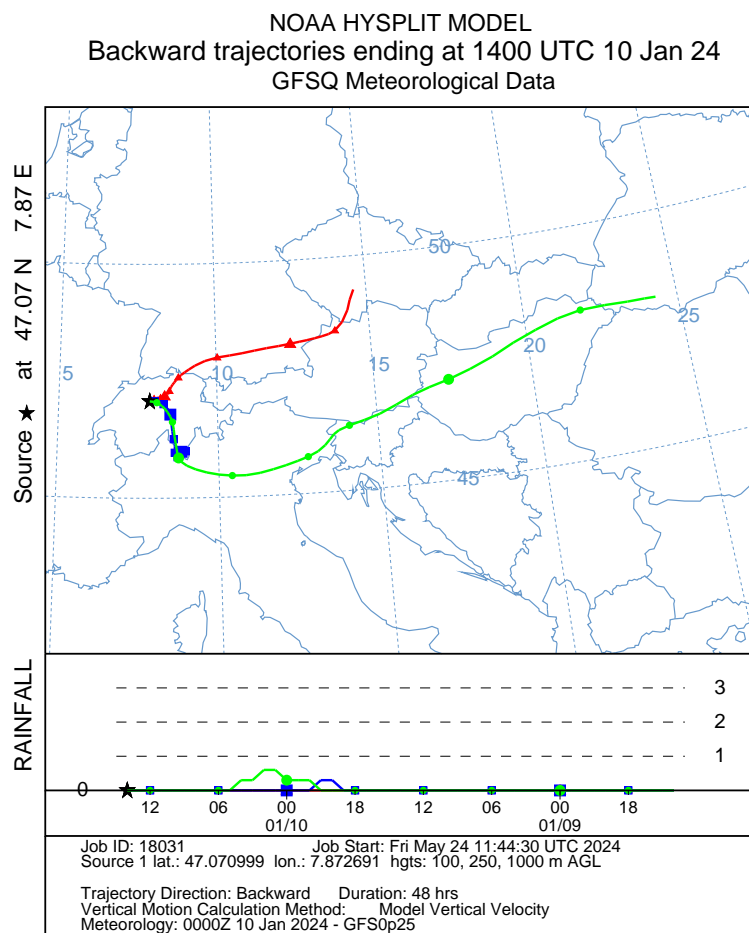 NOAA HYSPLIT MODEL
Backward trajectories ending at 1400 UTC 10 Jan 24
GFSQ Meteorological Data
Source ★ at 47.07 N 7.87 E
50
25
20
15
10
5
45
RAINFALL
3
2
1
0
12 06 00 18 12 06 00 18
01/10 01/09
Job ID: 18031 Job Start: Fri May 24 11:44:30 UTC 2024
Source 1 lat.: 47.070999 lon.: 7.872691 hgts: 100, 250, 1000 m AGL
Trajectory Direction: Backward Duration: 48 hrs
Vertical Motion Calculation Method: Model Vertical Velocity
Meteorology: 0000Z 10 Jan 2024 - GFS0p25